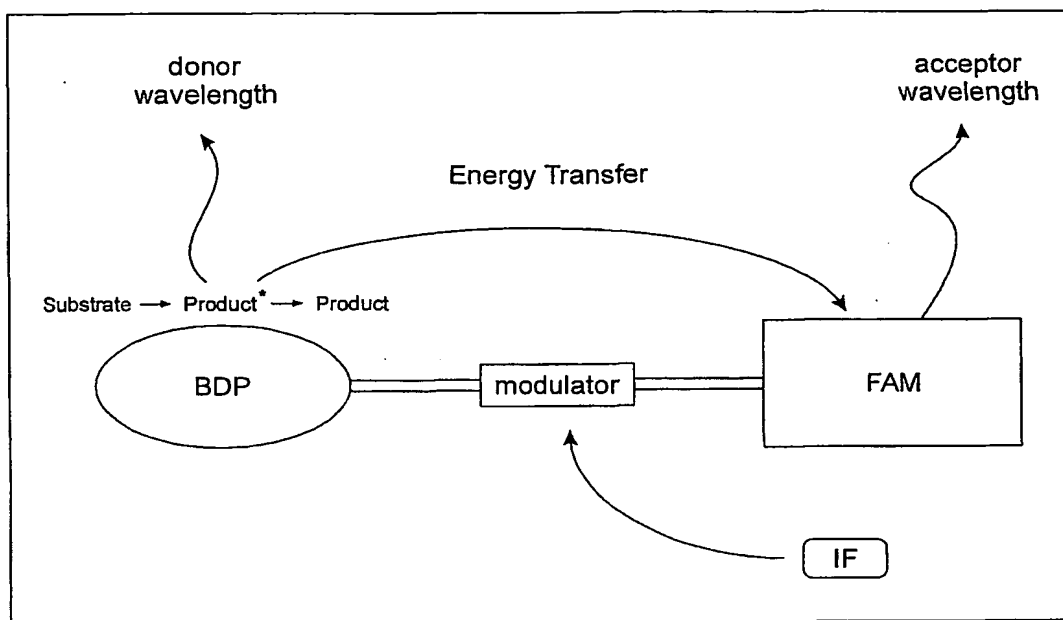 donor
wavelength
acceptor
wavelength
Energy Transfer
Substrate → Product* → Product
BDP
modulator
FAM
IF